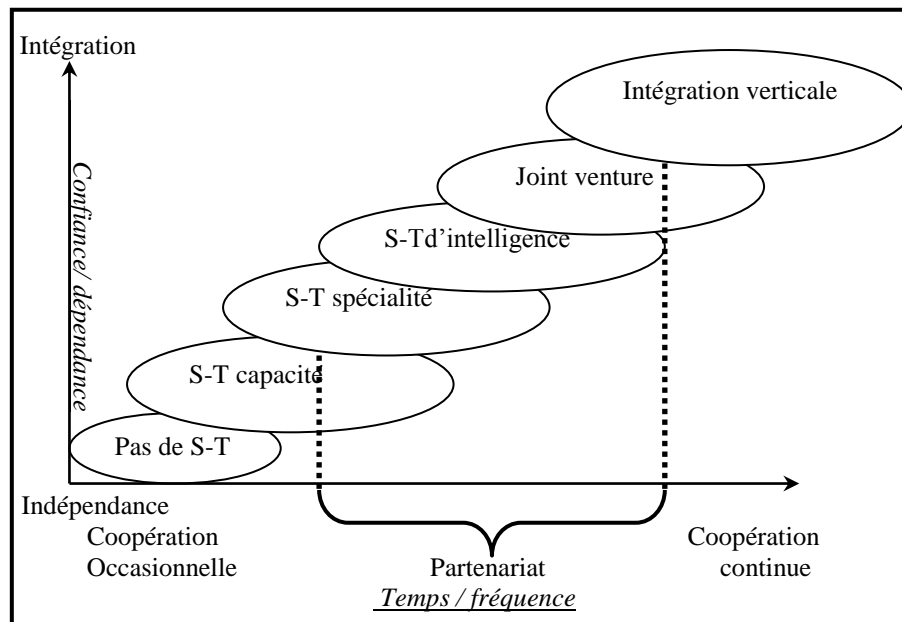 Intégration
Intégration verticale
Joint venture
S-Td’intelligence
S-T spécialité
S-T capacité
Pas de S-T
Confiance/ dépendance
Indépendance
Coopération
Occasionnelle
Partenariat
Temps / fréquence
Coopération
continue